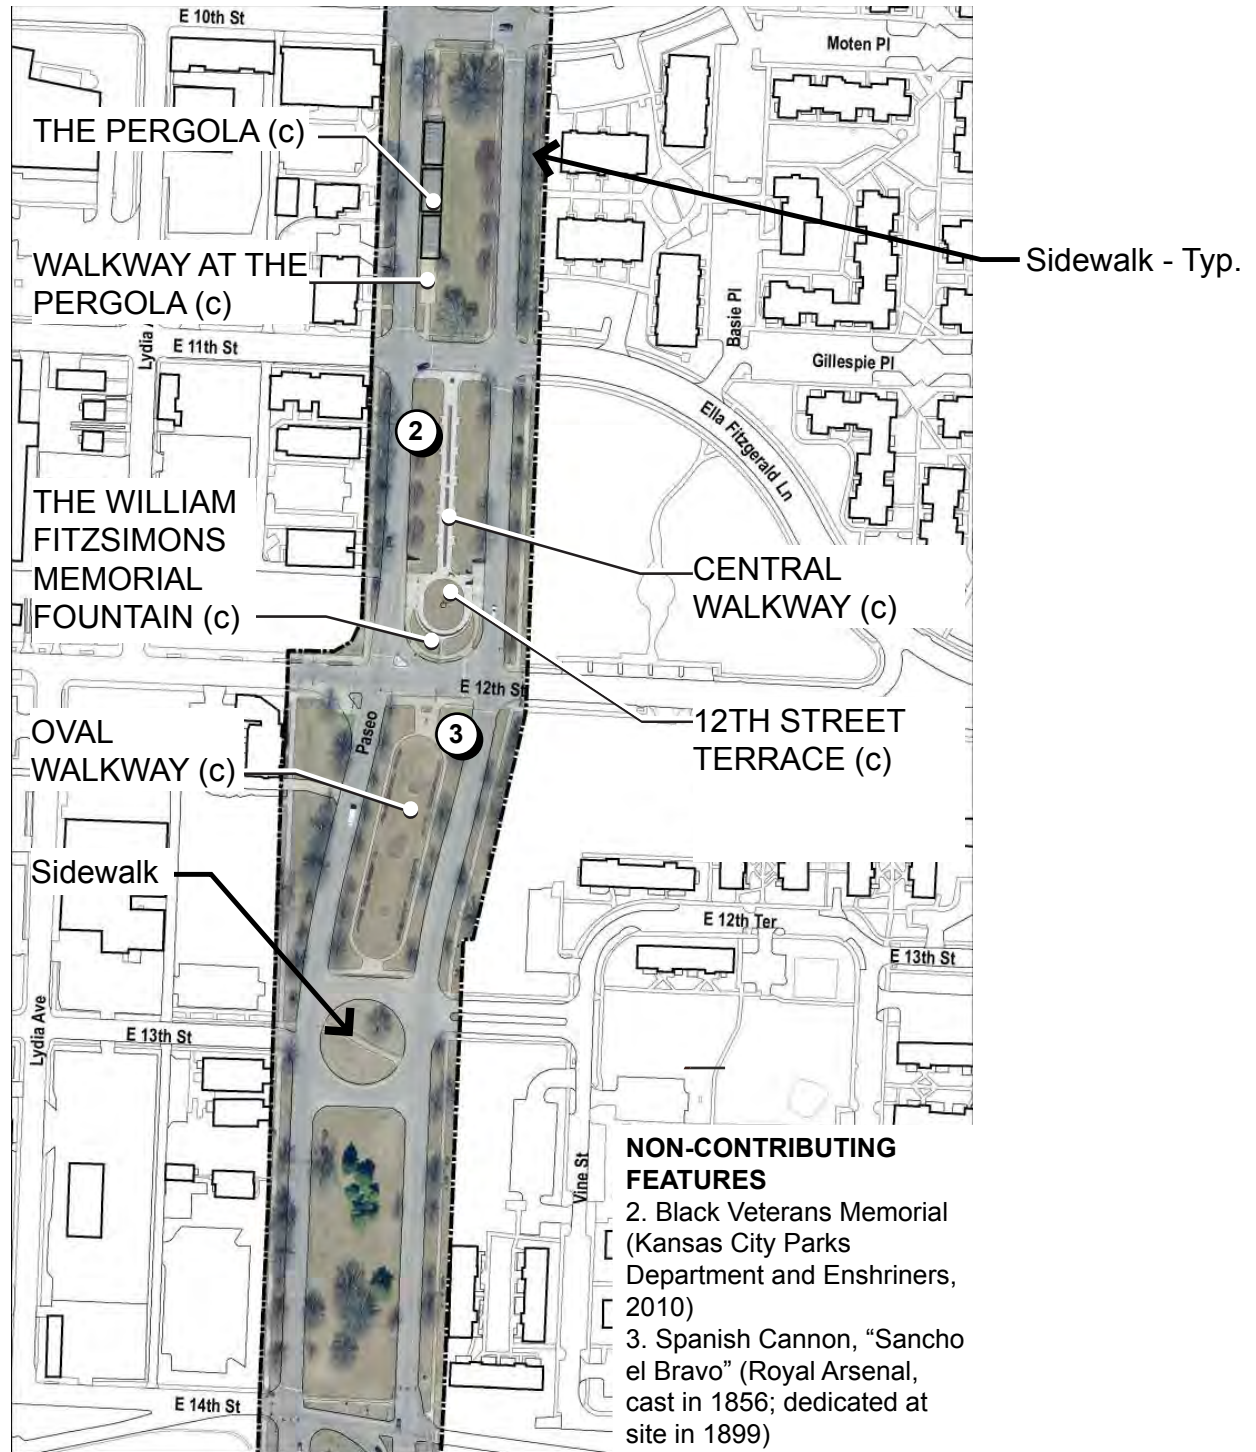 E 10th St
Moten Pl
THE PERGOLA (c)
Sidewalk - Typ.
WALKWAY AT THE
PERGOLA (c)
Basie Pl
Lydia
E 11th St
Gillespie Pl
Ella Fitzgerald Ln
2
THE WILLIAM
FITZSIMONS
MEMORIAL
FOUNTAIN (c)
CENTRAL
WALKWAY (c)
E 12th St
12TH STREET
TERRACE (c)
Paseo
3
OVAL
WALKWAY (c)
Sidewalk
E 12th Ter
E 13th St
Lydia Ave
E 13th St
Vine St
NON-CONTRIBUTING
FEATURES
2. Black Veterans Memorial
(Kansas City Parks
Department and Enshriners,
2010)
3. Spanish Cannon, “Sancho
el Bravo” (Royal Arsenal,
cast in 1856; dedicated at
site in 1899)
E 14th St